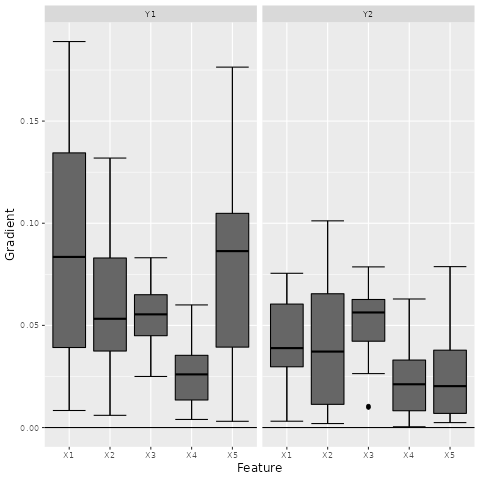 Y1 Y2
Gradient
0.15
0.10
0.05
0.00
X1 X2 X3 X4 X5 X1 X2 X3 X4 X5
Feature